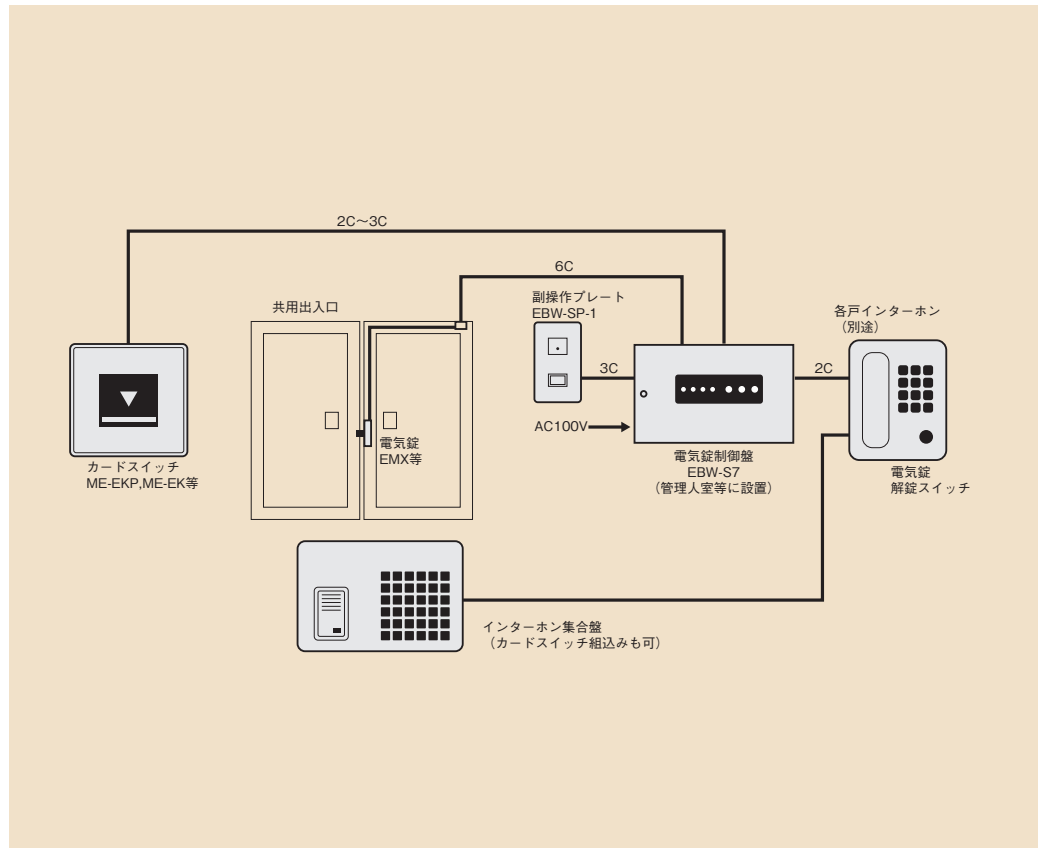 2C～3C
6C
共用出入口
副操作プレート
EBW-SP-1
各戸インターホン
（別途）
3C
2C
AC100V
電気錠
EMX等
カードスイッチ
ME-EKP,ME-EK等
電気錠制御盤
EBW-S7
（管理人室等に設置）
電気錠
解錠スイッチ
インターホン集合盤
（カードスイッチ組込みも可）